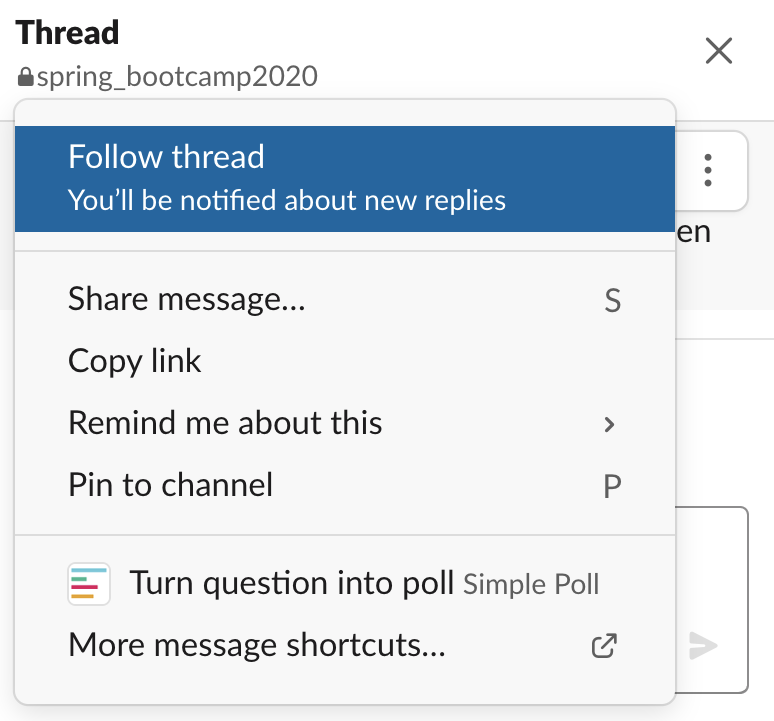 Thread
spring_bootcamp2020
Follow thread
You'll be notified about new replies
en
Share message... S
Copy link
Remind me about this
Pin to channel P
Turn question into poll Simple Poll
More message shortcuts...